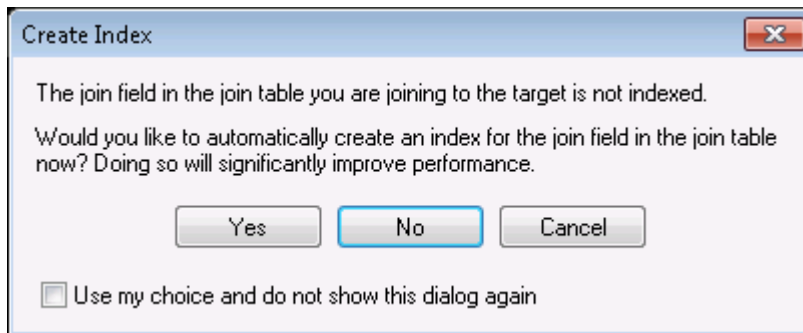 Create Index
The join field in the join table you are joining to the target is not indexed.
Would you like to automatically create an index for the join field in the join table
now? Doing so will significantly improve performance.
Yes No Cancel
Use my choice and do not show this dialog again